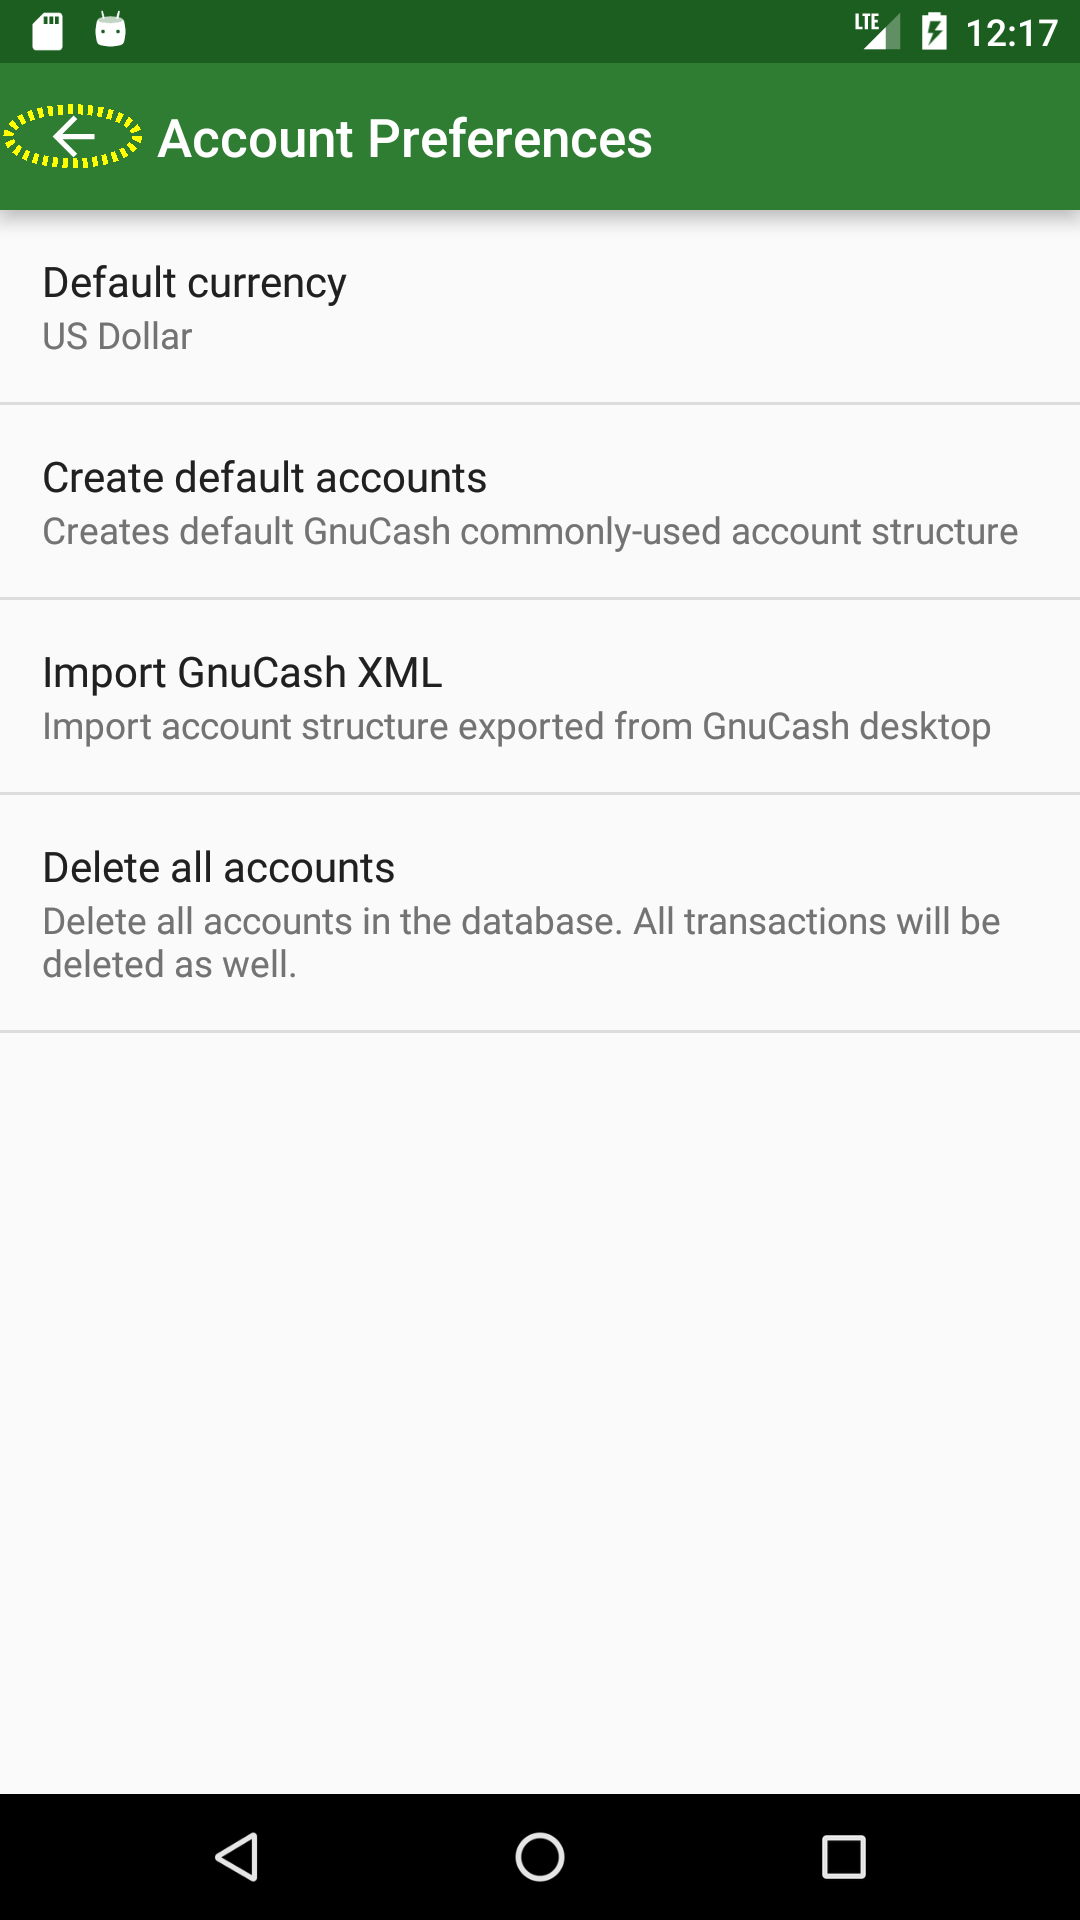 LTE 12:17
Account Preferences
Default currency
US Dollar
Create default accounts
Creates default GnuCash commonly-used account structure
Import GnuCash XML
Import account structure exported from GnuCash desktop
Delete all accounts
Delete all accounts in the database. All transactions will be
deleted as well.